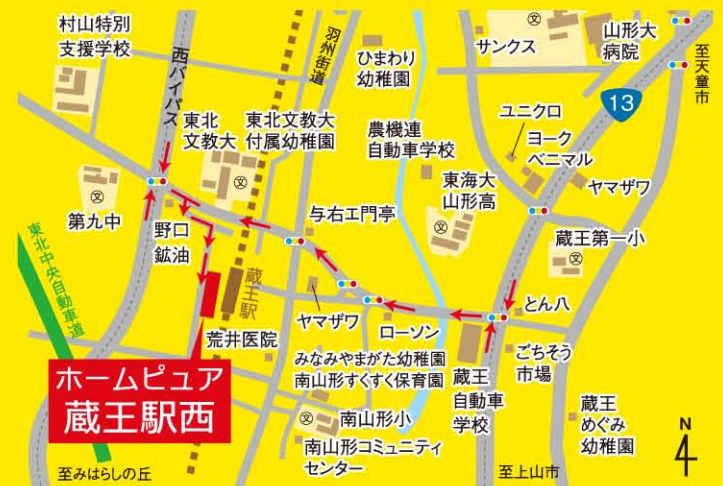 村山特別
支援学校
西バイパス
羽州街道
ひまわり
幼稚園
サンクス
文
山形大
病院
至天童市
13
ユニクロ
ヨーク
ベニマル
ヤマザワ
東北
文教大
東北文教大
付属幼稚園
文
農機連
自動車学校
東海大
山形高
文
蔵王第一小
文
文
第九中
野口
鉱油
与右エ門亭
東北中央自動車道
蔵王駅
ヤマザワ
ローソン
とん八
荒井医院
みなみやまがた幼稚園
南山形すくすく保育園
蔵王
自動車
学校
ごちそう
市場
ホームピュア
蔵王駅西
文
南山形小
南山形コミュニティ
センター
蔵王
めぐみ
幼稚園
N
至みはらしの丘
至上山市